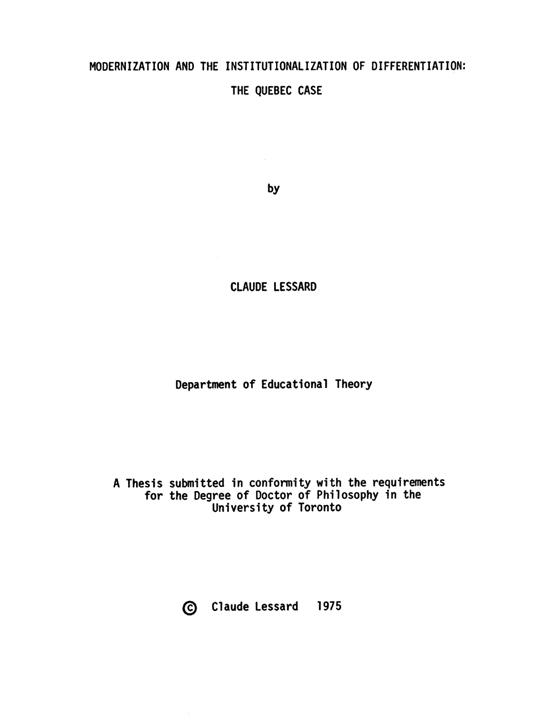 MODERNIZATION AND THE INSTITUTIONALIZATION OF DIFFERENTIATION:
THE QUEBEC CASE
by
CLAUDE LESSARD
Department of Educational Theory
A Thesis submitted in conformity with the requirements
for the Degree of Doctor of Philosophy in the
University of Toronto
© Claude Lessard 1975